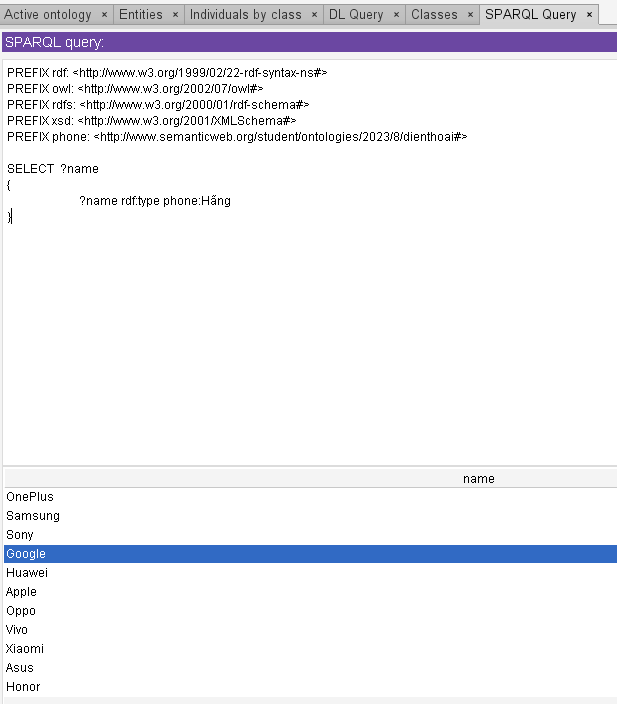 Active ontology × Entities × Individuals by class × DL Query × Classes × SPARQL Query ×
SPARQL query:
PREFIX rdf: <http://www.w3.org/1999/02/22-rdf-syntax-ns#>
PREFIX owl: <http://www.w3.org/2002/07/owl#>
PREFIX rdfs: <http://www.w3.org/2000/01/rdf-schema#>
PREFIX xsd: <http://www.w3.org/2001/XMLSchema#>
PREFIX phone: <http://www.semanticweb.org/student/ontologies/2023/8/dienthoai#>
SELECT ?name
{
?name rdf:type phone:Hãng
}
name
OnePlus
Samsung
Sony
Google
Huawei
Apple
Oppo
Vivo
Xiaomi
Asus
Honor